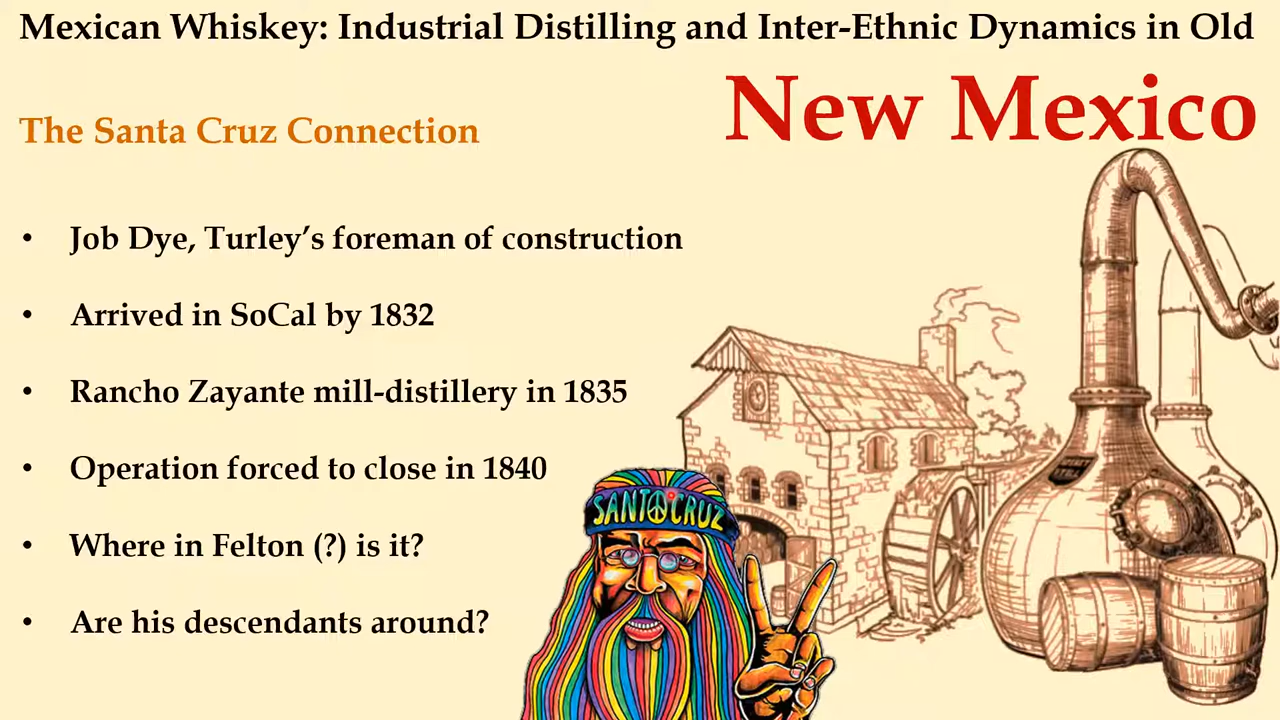 Mexican Whiskey: Industrial Distilling and Inter-Ethnic Dynamics in Old
New Mexico
The Santa Cruz Connection
• Job Dye, Turley’s foreman of construction
• Arrived in SoCal by 1832
• Rancho Zayante mill-distillery in 1835
• Operation forced to close in 1840
• Where in Felton (?) is it?
• Are his descendants around?
SANTA CRUZ